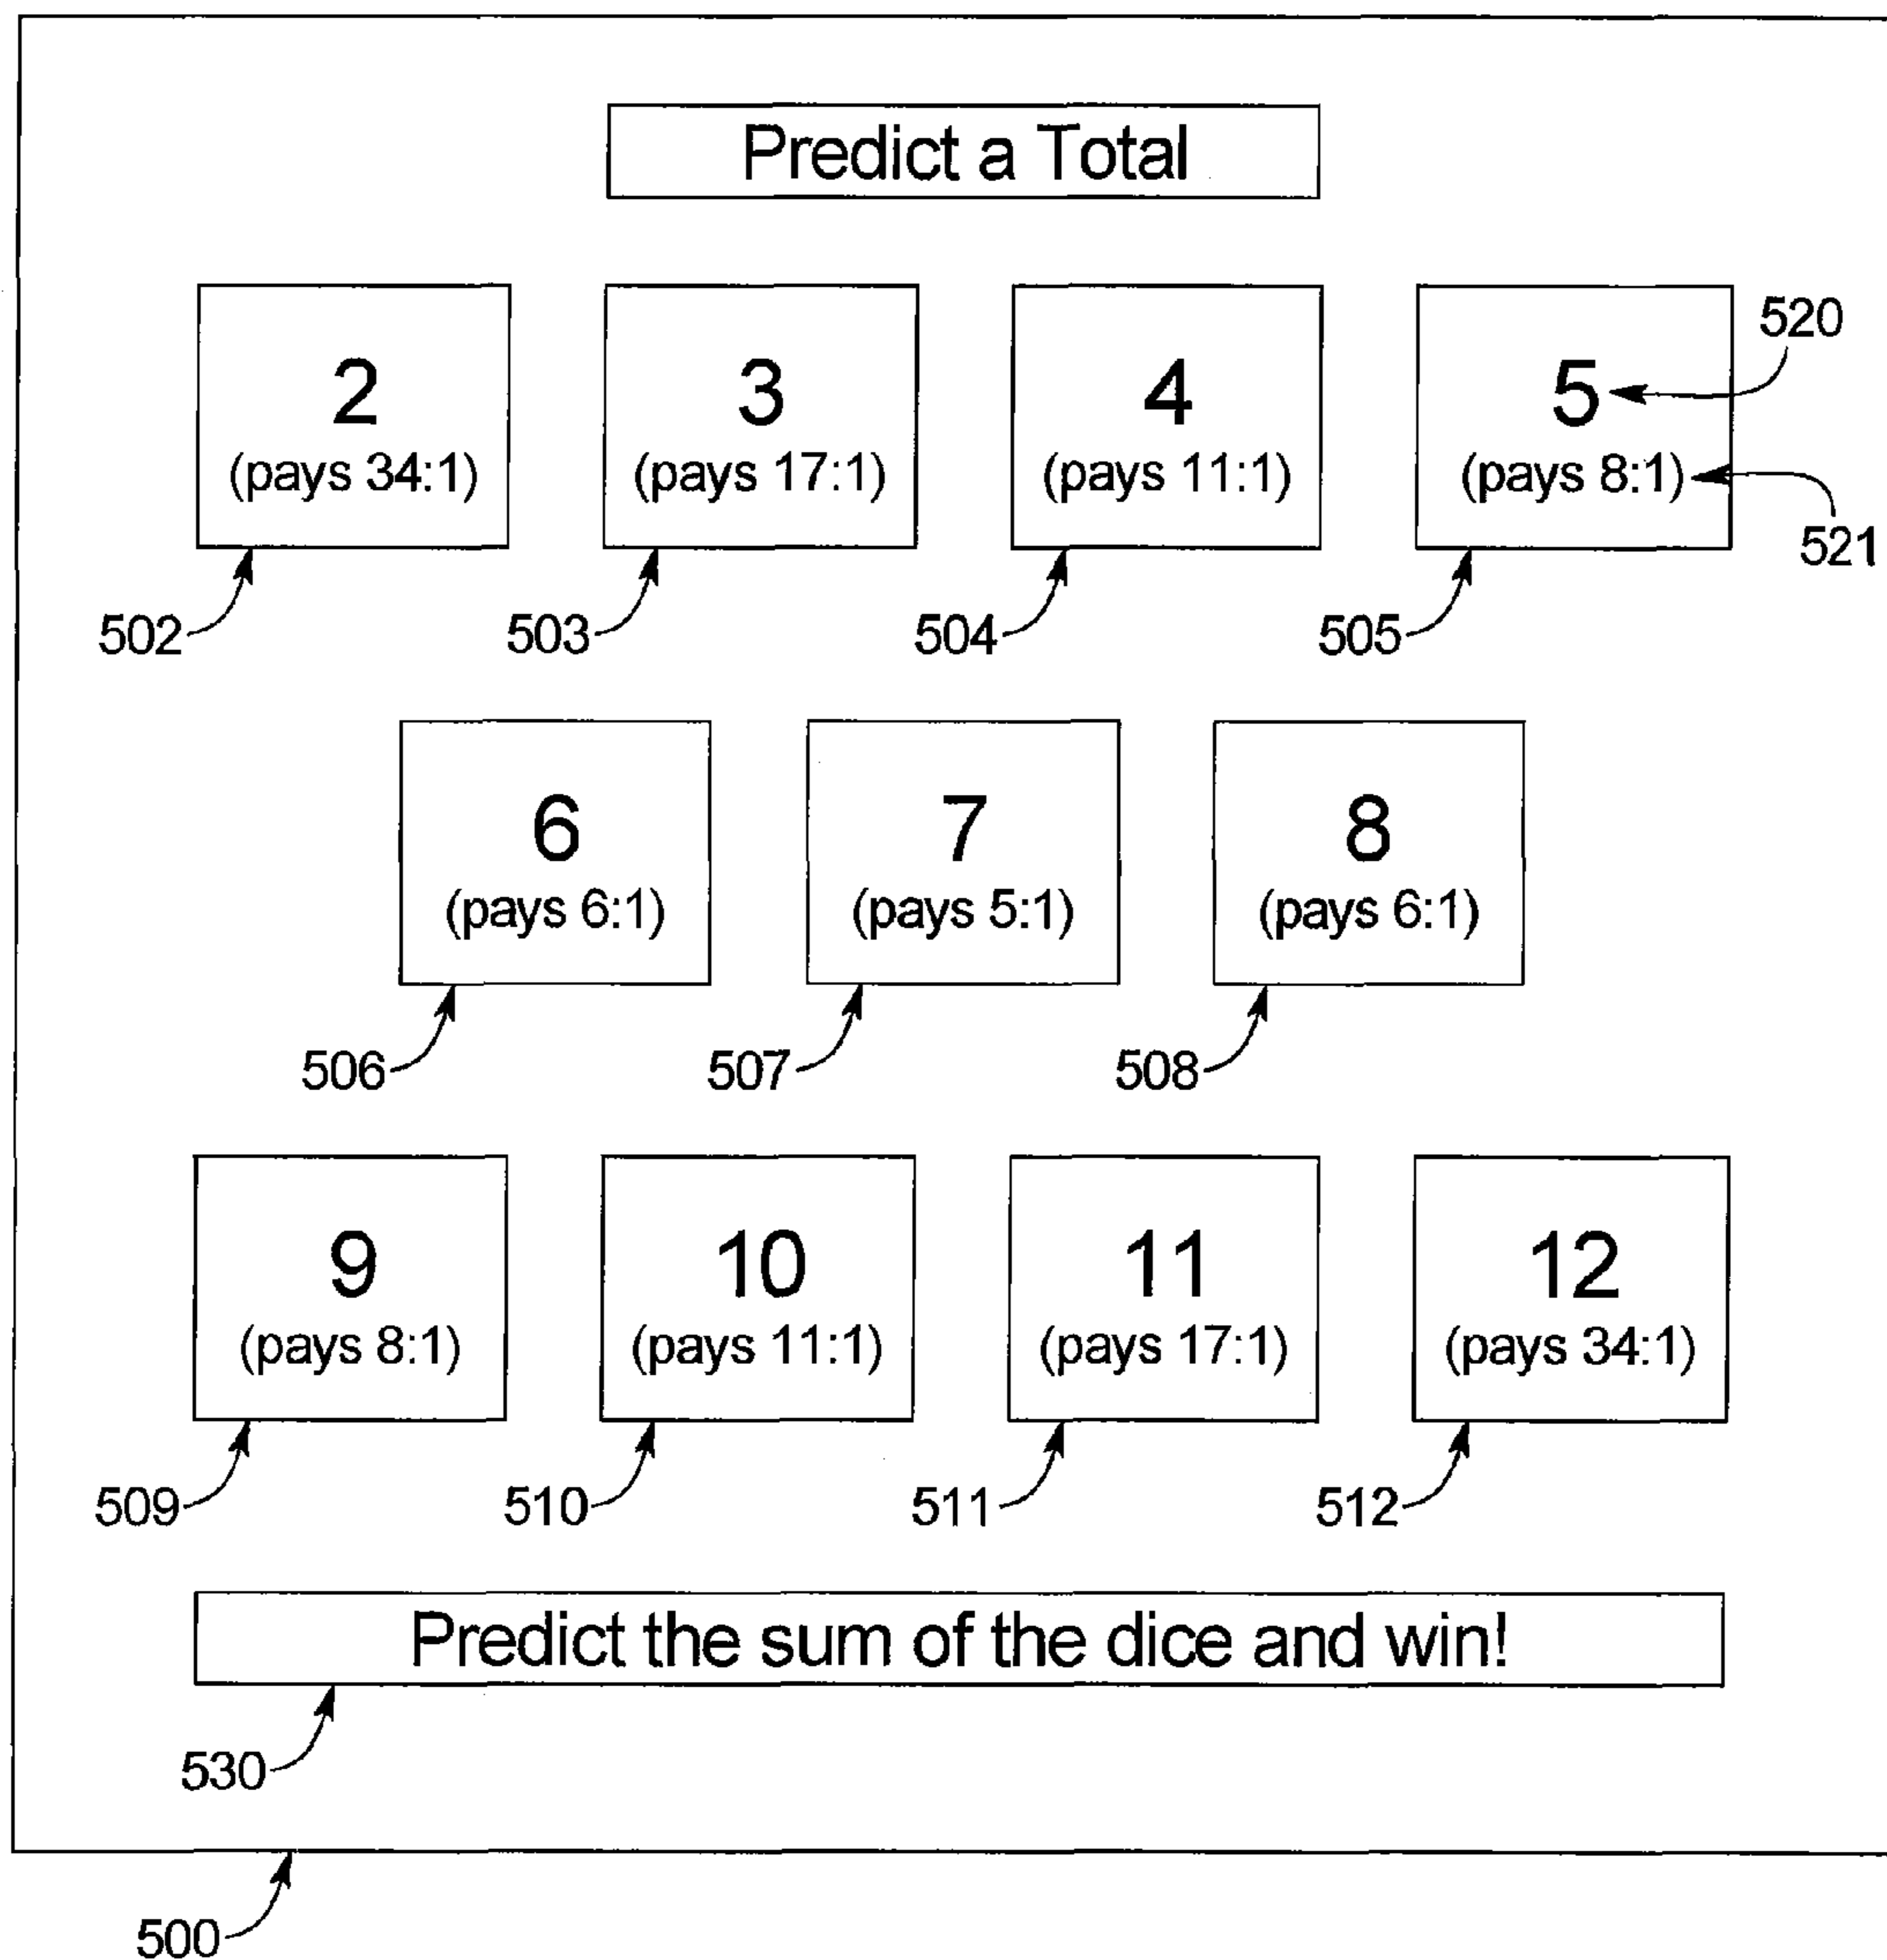 Predict a Total
2 3 4 5 520
(pays 34:1) (pays 17:1) (pays 11:1) (pays 8:1) 521
502 503 504 505
6 7 8
(pays 6:1) (pays 5:1) (pays 6:1)
506 507 508
9 10 11 12
(pays 8:1) (pays 11:1) (pays 17:1) (pays 34:1)
509 510 511 512
Predict the sum of the dice and win!
530
500